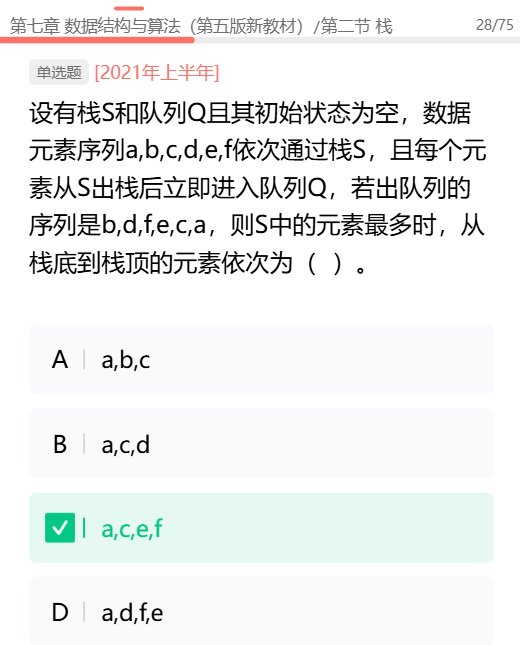 第七章 数据结构与算法（第五版新教材）/第二节 栈 28/75
单选题 [2021年上半年]
设有栈S和队列Q且其初始状态为空，数据
元素序列a,b,c,d,e,f依次通过栈S，且每个元
素从S出栈后立即进入队列Q，若出队列的
序列是b,d,f,e,c,a，则S中的元素最多时，从
栈底到栈顶的元素依次为（ ）。
A a,b,c
B a,c,d
a,c,e,f
D a,d,f,e